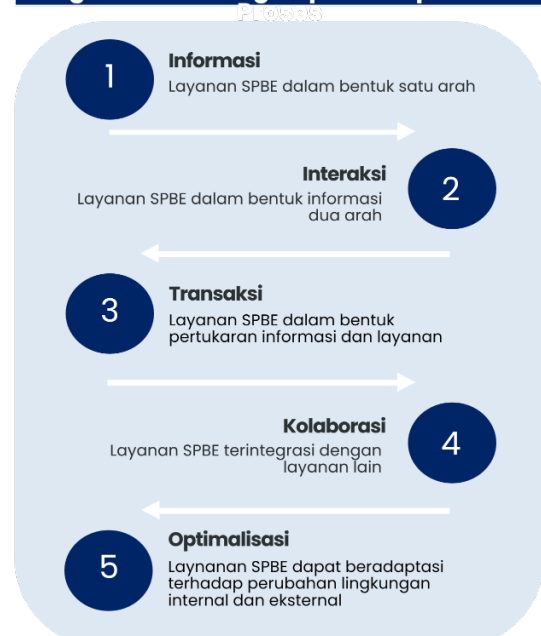 Proses
1
Informasi
Layanan SPBE dalam bentuk satu arah
Interaksi
2
Layanan SPBE dalam bentuk informasi
dua arah
3
Transaksi
Layanan SPBE dalam bentuk
pertukaran informasi dan layanan
Kolaborasi
4
Layanan SPBE terintegrasi dengan
layanan lain
5
Optimalisasi
Laynanan SPBE dapat beradaptasi
terhadap perubahan lingkungan
internal dan eksternal